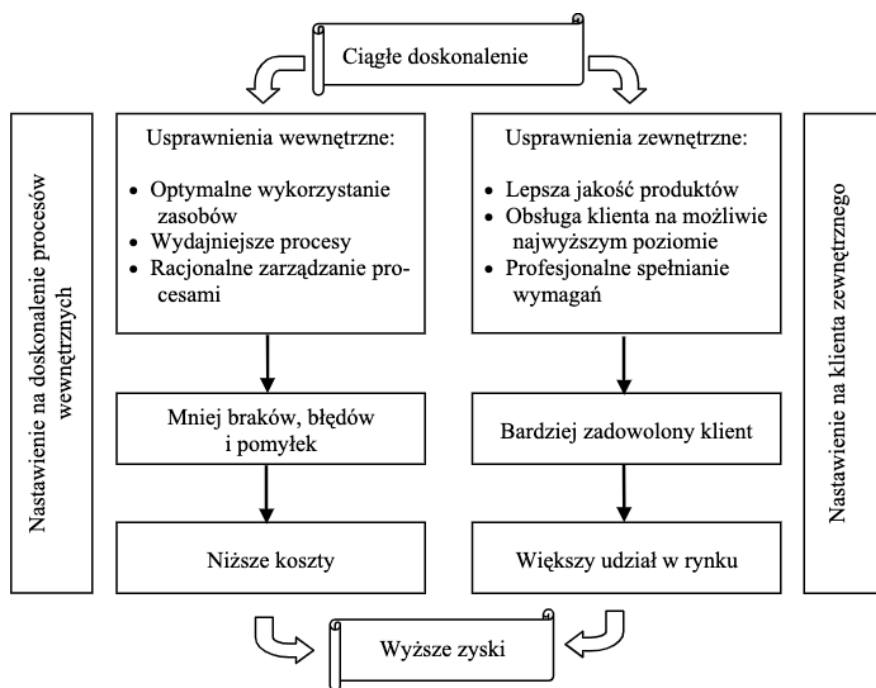 Ciągłe doskonalenie
Nastawienie na doskonalenie procesów
wewnętrznych
Usprawnienia wewnętrzne:
• Optymalne wykorzystanie
zasobów
• Wydajniejsze procesy
• Racjonalne zarządzanie pro-
cesami
Mniej braków, błędów
i pomyłek
Niższe koszty
Usprawnienia zewnętrzne:
• Lepsza jakość produktów
• Obsługa klienta na możliwie
najwyższym poziomie
• Profesjonalne spełnianie
wymagań
Bardziej zadowolony klient
Większy udział w rynku
Nastawienie na klienta zewnętrznego
Wyższe zyski